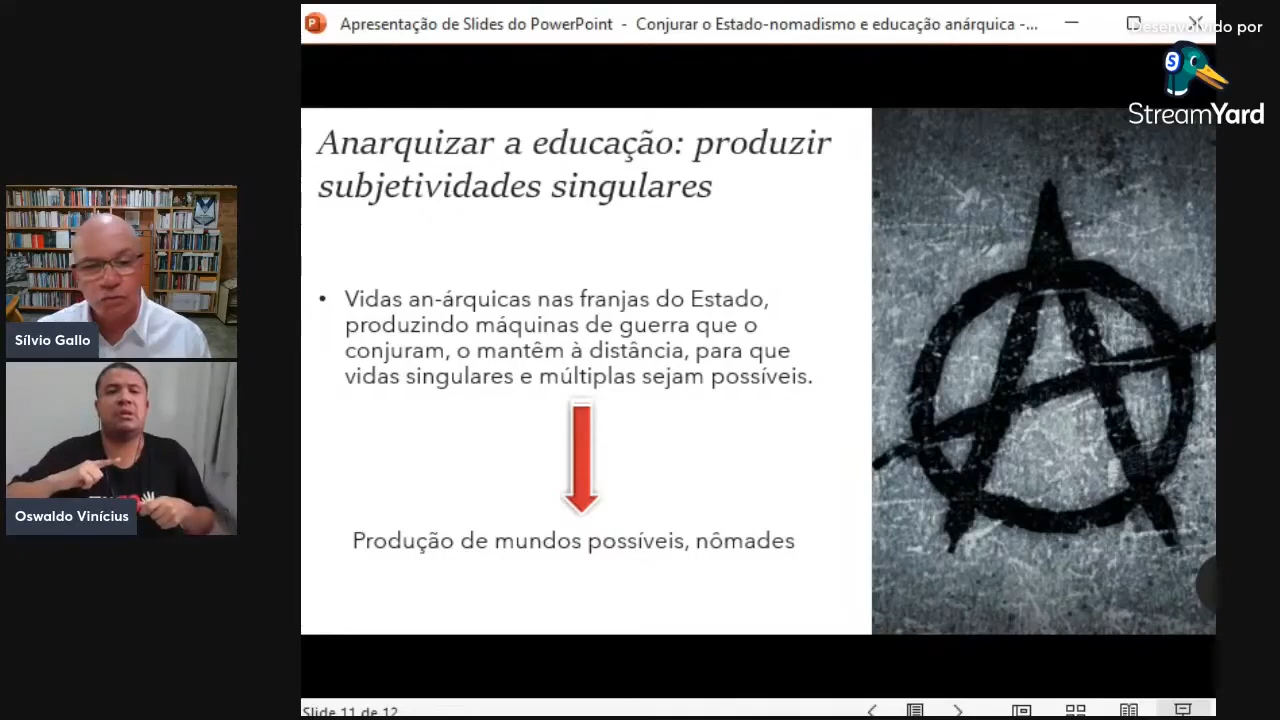 Apresentação de Slides do PowerPoint - Conjurar o Estado-nomadismo e educação anárquica -...
Desenvolvido por
StreamYard
Anarquizar a educação: produzir
subjetividades singulares
• Vidas an-árquicas nas franjas do Estado,
produzindo máquinas de guerra que o
conjuram, o mantêm à distância, para que
vidas singulares e múltiplas sejam possíveis.
Produção de mundos possíveis, nômades
Sílvio Gallo
Oswaldo Vinícius
Slide 11 de 12